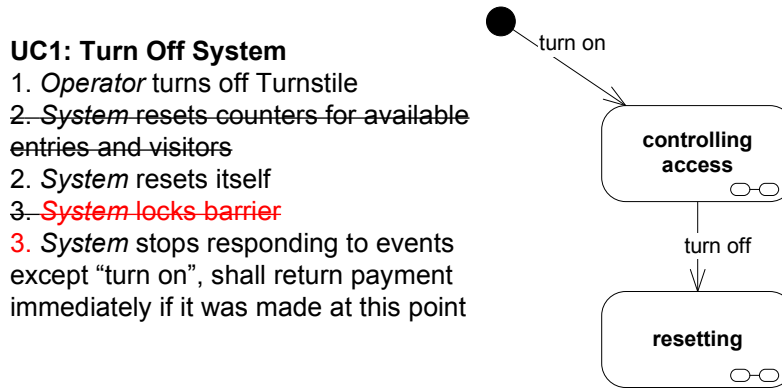 UC1: Turn Off System
1. Operator turns off Turnstile
2. System resets counters for available
entries and visitors
2. System resets itself
3. System locks barrier
3. System stops responding to events
except “turn on”, shall return payment
immediately if it was made at this point
turn on
controlling
access
turn off
resetting